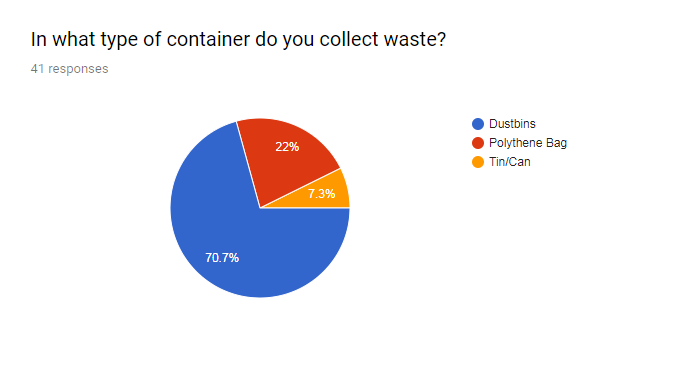 In what type of container do you collect waste?
41 responses
Dustbins
Polythene Bag
Tin/Can
22%
7.3%
70.7%